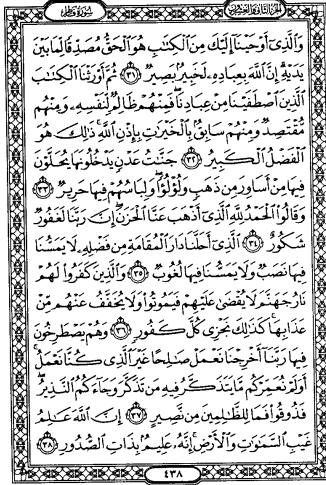 الجزء الثاني والعشرون سورة فاطر
وَالَّذِىٓ أَوْحَيْنَآ إِلَيْكَ مِنَ ٱلْكِتَٰبِ هُوَ ٱلْحَقُّ مُصَدِّقًا لِّمَا بَيْنَ
يَدَيْهِ إِنَّ ٱللَّهَ بِعِبَادِهِۦ لَخَبِيرٌۢ بَصِيرٌ ٣١ ثُمَّ أَوْرَثْنَا ٱلْكِتَٰبَ
ٱلَّذِينَ ٱصْطَفَيْنَا مِنْ عِبَادِنَا فَمِنْهُمْ ظَالِمٌ لِّنَفْسِهِۦ وَمِنْهُم
مُّقْتَصِدٌ وَمِنْهُمْ سَابِقٌۢ بِٱلْخَيْرَٰتِ بِإِذْنِ ٱللَّهِ ذَٰلِكَ هُوَ
ٱلْفَضْلُ ٱلْكَبِيرُ ٣٢ جَنَّٰتُ عَدْنٍ يَدْخُلُونَهَا يُحَلَّوْنَ
فِيهَا مِنْ أَسَاوِرَ مِن ذَهَبٍ وَلُؤْلُؤًا وَلِبَاسُهُمْ فِيهَا حَرِيرٌ ٣٣
وَقَالُوا۟ ٱلْحَمْدُ لِلَّهِ ٱلَّذِىٓ أَذْهَبَ عَنَّا ٱلْحَزَنَ إِنَّ رَبَّنَا لَغَفُورٌ
شَكُورٌ ٣٤ ٱلَّذِىٓ أَحَلَّنَا دَارَ ٱلْمُقَامَةِ مِن فَضْلِهِۦ لَا يَمَسُّنَا
فِيهَا نَصَبٌ وَلَا يَمَسُّنَا فِيهَا لُغُوبٌ ٣٥ وَٱلَّذِينَ كَفَرُوا۟ لَهُمْ
نَارُ جَهَنَّمَ لَا يُقْضَىٰ عَلَيْهِمْ فَيَمُوتُوا۟ وَلَا يُخَفَّفُ عَنْهُم مِّنْ
عَذَابِهَا كَذَٰلِكَ نَجْزِى كُلَّ كَفُورٍ ٣٦ وَهُمْ يَصْطَرِخُونَ
فِيهَا رَبَّنَآ أَخْرِجْنَا نَعْمَلْ صَٰلِحًا غَيْرَ ٱلَّذِى كُنَّا نَعْمَلُ
أَوَلَمْ نُعَمِّرْكُم مَّا يَتَذَكَّرُ فِيهِ مَن تَذَكَّرَ وَجَآءَكُمُ ٱلنَّذِيرُ
فَذُوقُوا۟ فَمَا لِلظَّٰلِمِينَ مِن نَّصِيرٍ ٣٧ إِنَّ ٱللَّهَ عَٰلِمُ
غَيْبِ ٱلسَّمَٰوَٰتِ وَٱلْأَرْضِ إِنَّهُۥ عَلِيمٌۢ بِذَاتِ ٱلصُّدُورِ ٣٨
٤٣٨